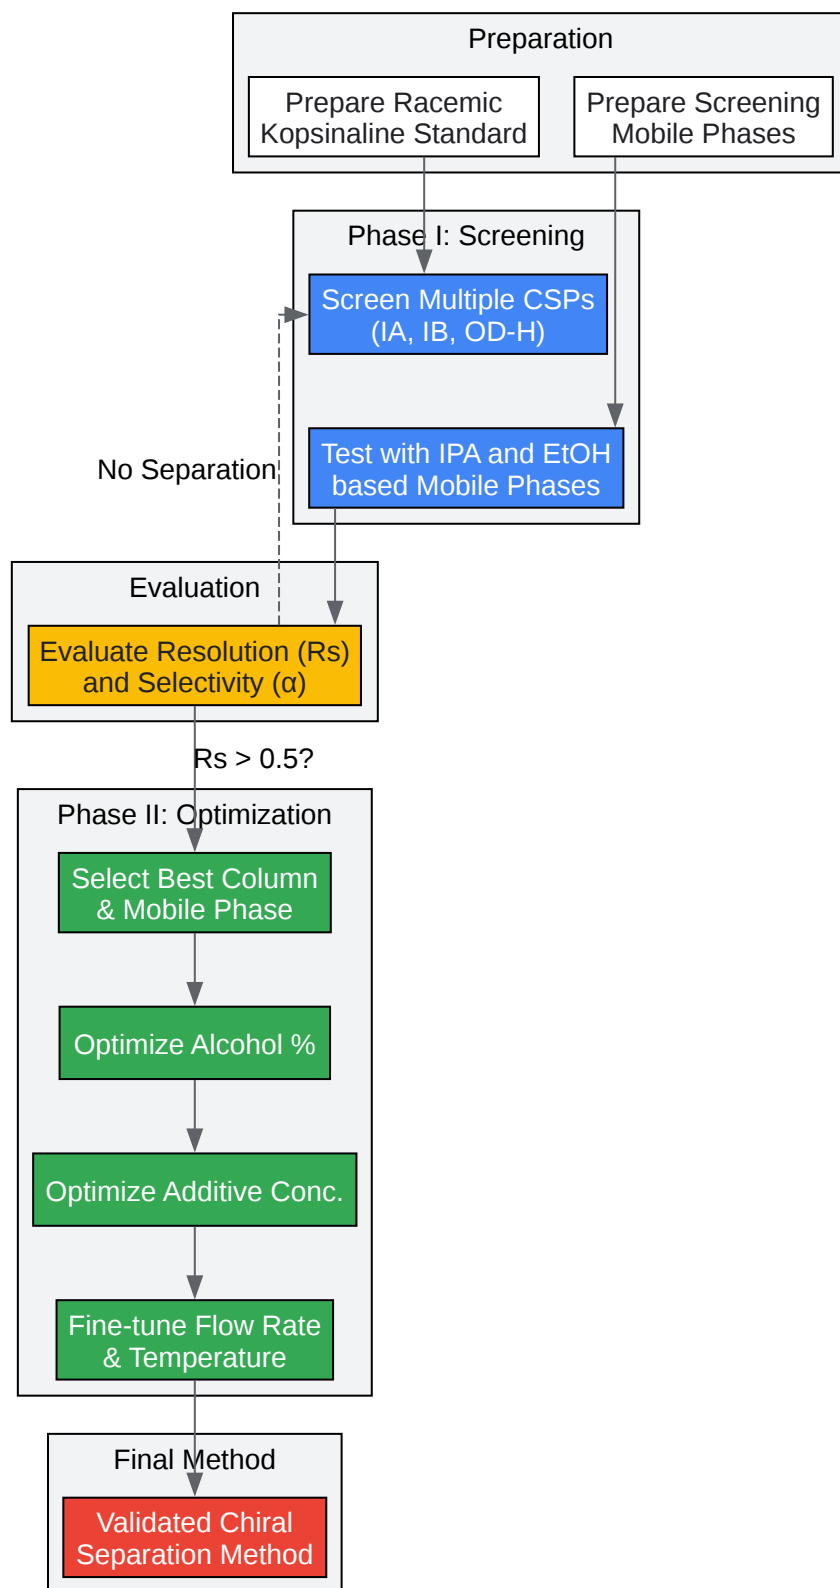 Preparation
Prepare Racemic
Kopsinaline Standard
Prepare Screening
Mobile Phases
Phase I: Screening
Screen Multiple CSPs
(IA, IB, OD-H)
Test with IPA and EtOH
based Mobile Phases
No Separation
Evaluation
Evaluate Resolution (Rs)
and Selectivity (α)
Rs > 0.5?
Phase II: Optimization
Select Best Column
& Mobile Phase
Optimize Alcohol %
Optimize Additive Conc.
Fine-tune Flow Rate
& Temperature
Final Method
Validated Chiral
Separation Method